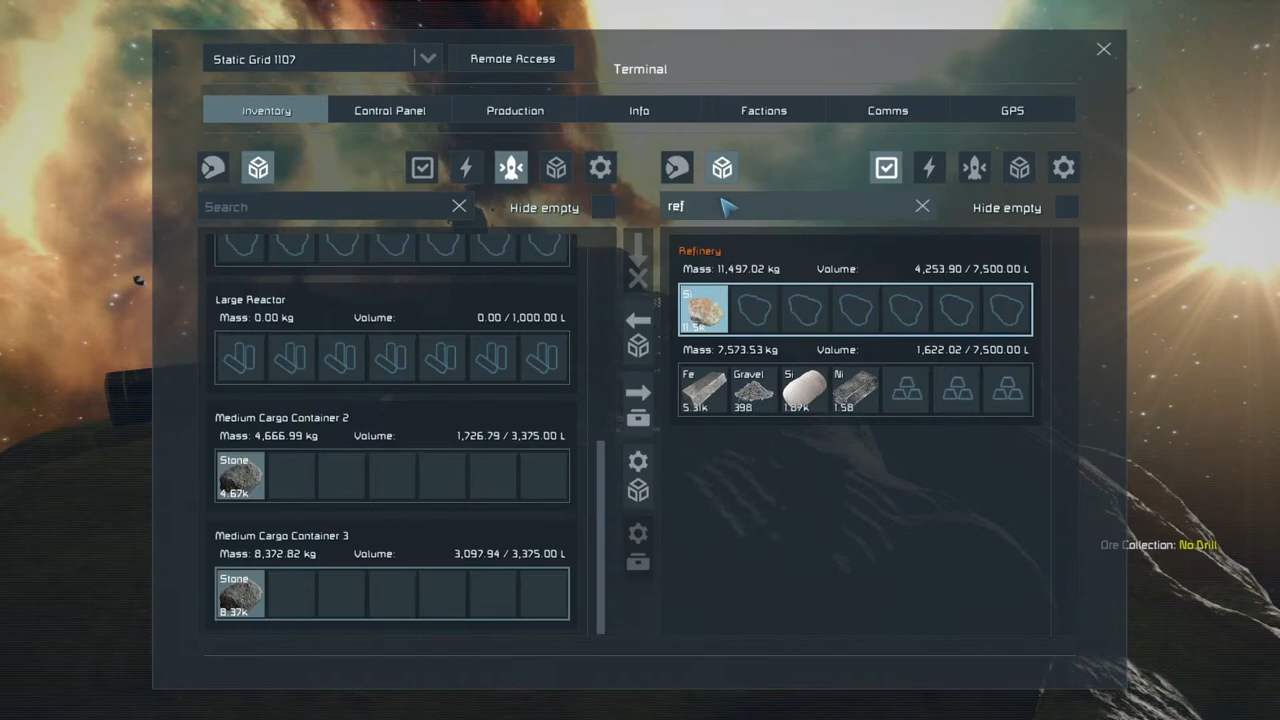 Static Grid 1107
Remote Access
Terminal
Inventory
Control Panel
Production
Info
Factions
Comms
GPS
Search
Hide empty
Large Reactor
Mass: 0.00 kg Volume: 0.00 / 1,000.00 L
Medium Cargo Container 2
Mass: 4,666.99 kg Volume: 1,726.79 / 3,375.00 L
Stone
4.67k
Medium Cargo Container 3
Mass: 8,372.82 kg Volume: 3,097.94 / 3,375.00 L
Stone
8.37k
ref
Hide empty
Refinery
Mass: 11,497.02 kg Volume: 4,253.90 / 7,500.00 L
Si
11.5k
Mass: 7,573.53 kg Volume: 1,622.02 / 7,500.00 L
Fe Gravel Si Ni
5.31k 398 1.87k 1.58
Ore Collection: No Drill